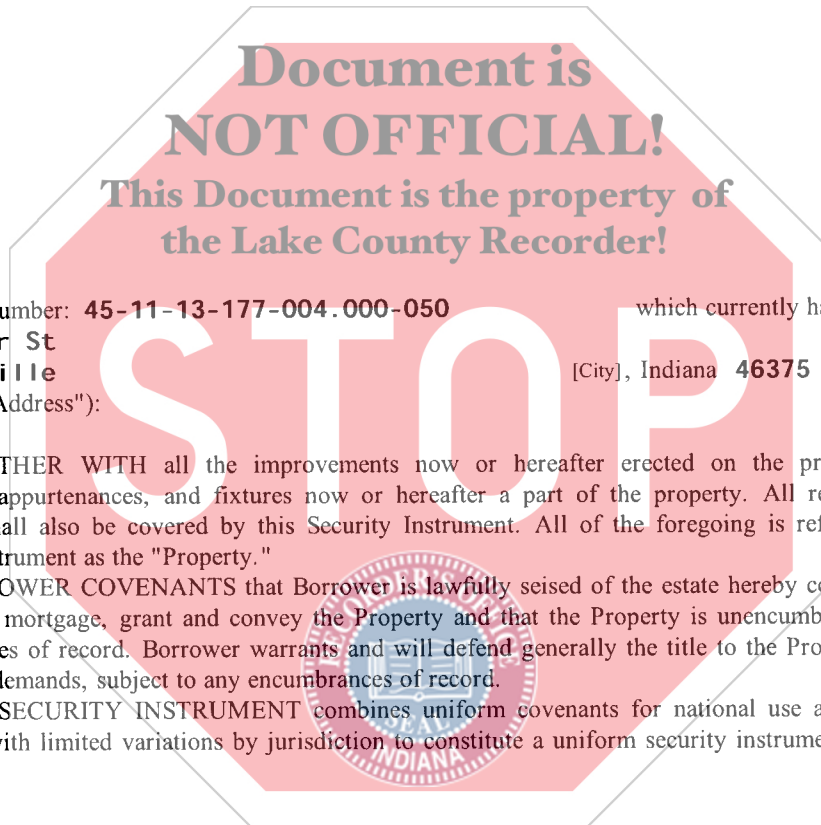 Document is
NOT OFFICIAL!
This Document is the property of
the Lake County Recorder!
STOP
umber: 45-11-13-177-004.000-050 which currently ha
r St
ille [City], Indiana 46375
Address"):
THER WITH all the improvements now or hereafter erected on the pr
appurtenances, and fixtures now or hereafter a part of the property. All re
all also be covered by this Security Instrument. All of the foregoing is ref
trument as the "Property."
OWER COVENANTS that Borrower is lawfully seised of the estate hereby co
mortgage, grant and convey the Property and that the Property is unencumb
es of record. Borrower warrants and will defend generally the title to the Pro
demands, subject to any encumbrances of record.
SECURITY INSTRUMENT combines uniform covenants for national use a
with limited variations by jurisdiction to constitute a uniform security instrume
RECORDER'S OFFICE
SEAL
INDIANA